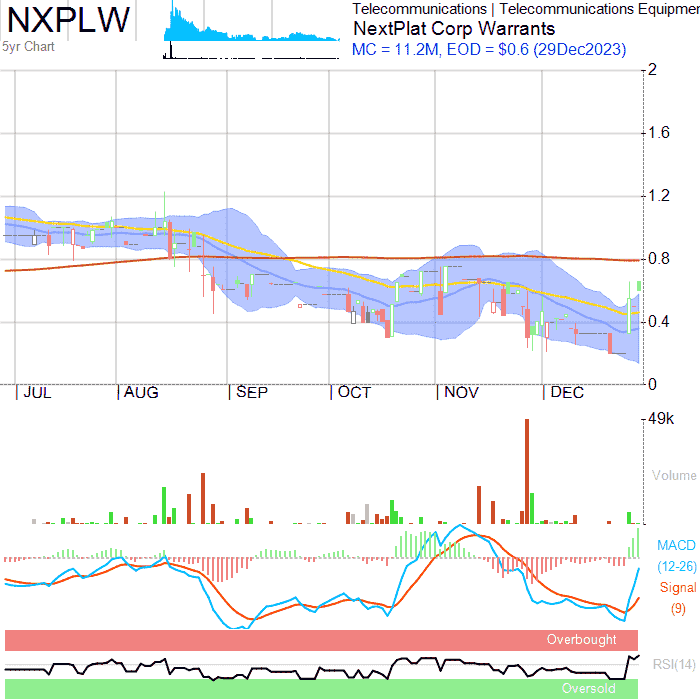 NXPLW
5yr Chart
Telecommunications | Telecommunications Equipmen
NextPlat Corp Warrants
MC = 11.2M, EOD = $0.6 (29Dec2023)
2
1.6
1.2
0.8
0.4
0
JUL AUG SEP OCT NOV DEC
49k
Volume
MACD
(12-26)
Signal
(9)
Overbought
RSI(14)
Oversold